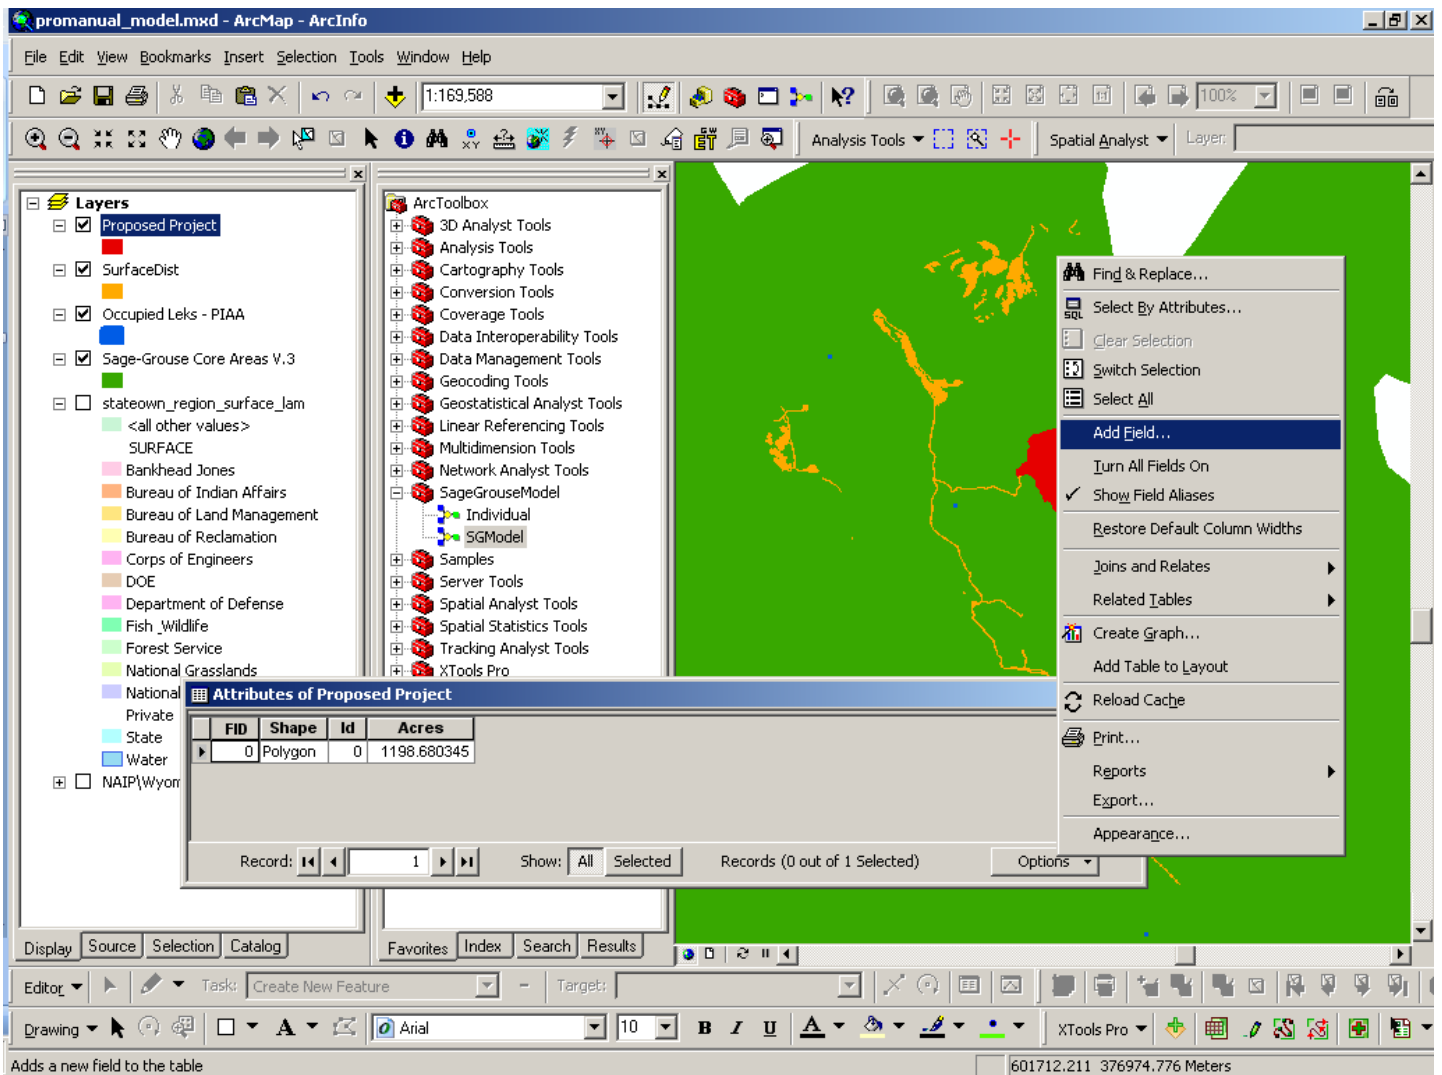 promanual_model.mxd - ArcMap - ArcInfo
File Edit View Bookmarks Insert Selection Tools Window Help
1:169,588
100%
Analysis Tools
Spatial Analyst
Layer:
Layers
Proposed Project
SurfaceDist
Occupied Leks - PIAA
Sage-Grouse Core Areas V.3
stateown_region_surface_lam
<all other values>
SURFACE
Bankhead Jones
Bureau of Indian Affairs
Bureau of Land Management
Bureau of Reclamation
Corps of Engineers
DOE
Department of Defense
Fish _Wildlife
Forest Service
National Grasslands
National
Private
State
Water
NAIP\Wyom
Display Source Selection Catalog
ArcToolbox
3D Analyst Tools
Analysis Tools
Cartography Tools
Conversion Tools
Coverage Tools
Data Interoperability Tools
Data Management Tools
Geocoding Tools
Geostatistical Analyst Tools
Linear Referencing Tools
Multidimension Tools
Network Analyst Tools
SageGrouseModel
Individual
SGModel
Samples
Server Tools
Spatial Analyst Tools
Spatial Statistics Tools
Tracking Analyst Tools
XTools Pro
Favorites Index Search Results
Find & Replace...
SQL Select By Attributes...
Clear Selection
Switch Selection
Select All
Add Field...
Turn All Fields On
Show Field Aliases
Restore Default Column Widths
Joins and Relates
Related Tables
Create Graph...
Add Table to Layout
Reload Cache
Print...
Reports
Export...
Appearance...
Attributes of Proposed Project
FID Shape Id Acres
0 Polygon 0 1198.680345
Record: 1 Show: All Selected Records (0 out of 1 Selected) Options
Editor Task: Create New Feature Target:
Drawing A Arial 10 B I U A XTools Pro
Adds a new field to the table 601712.211 376974.776 Meters